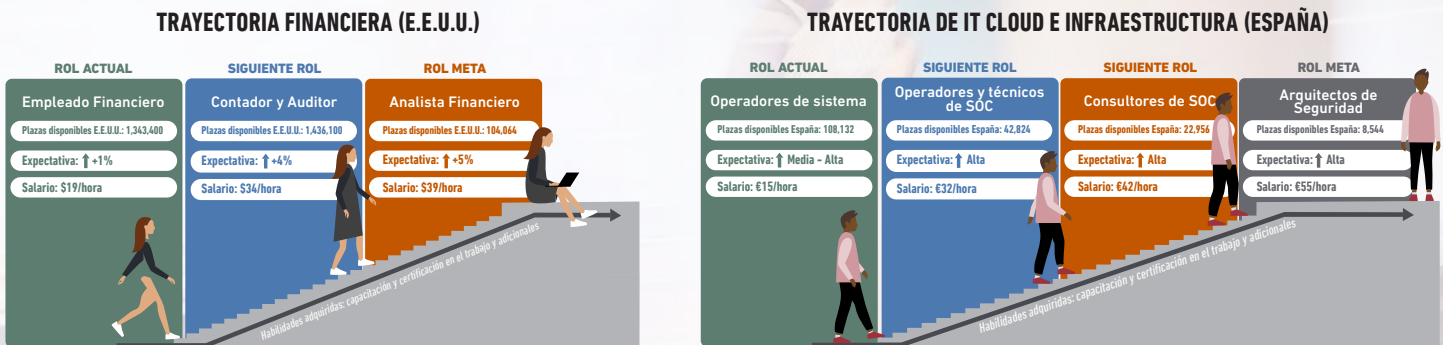 TRAYECTORIA FINANCIERA (E.E.U.U.)
ROL ACTUAL
Empleado Financiero
Plazas disponibles E.E.U.U.: 1,343,400
Expectativa: ↑ +1%
Salario: $19/hora
SIGUIENTE ROL
Contador y Auditor
Plazas disponibles E.E.U.U.: 1,436,100
Expectativa: ↑ +4%
Salario: $34/hora
ROL META
Analista Financiero
Plazas disponibles E.E.U.U.: 104,064
Expectativa: ↑ +5%
Salario: $39/hora
Habilidades adquiridas: capacitación y certificación en el trabajo y adicionales
TRAYECTORIA DE IT CLOUD E INFRAESTRUCTURA (ESPAÑA)
ROL ACTUAL
Operadores de sistema
Plazas disponibles España: 108,132
Expectativa: ↑ Media - Alta
Salario: €15/hora
SIGUIENTE ROL
Operadores y técnicos
de SOC
Plazas disponibles España: 42,824
Expectativa: ↑ Alta
Salario: €32/hora
SIGUIENTE ROL
Consultores de SOC
Plazas disponibles España: 22,956
Expectativa: ↑ Alta
Salario: €42/hora
ROL META
Arquitectos de
Seguridad
Plazas disponibles España: 8,544
Expectativa: ↑ Alta
Salario: €55/hora
Habilidades adquiridas: capacitación y certificación en el trabajo y adicionales